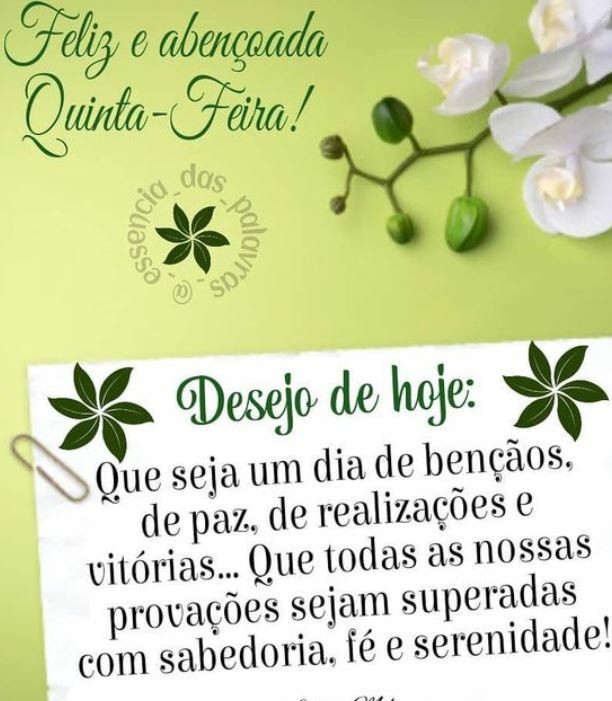 Feliz e abençoada
Quinta-Feira!
@_essencia_das_palavras
Desejo de hoje:
Que seja um dia de bençãos,
de paz, de realizações e
vitórias... Que todas as nossas
provações sejam superadas
com sabedoria, fé e serenidade!